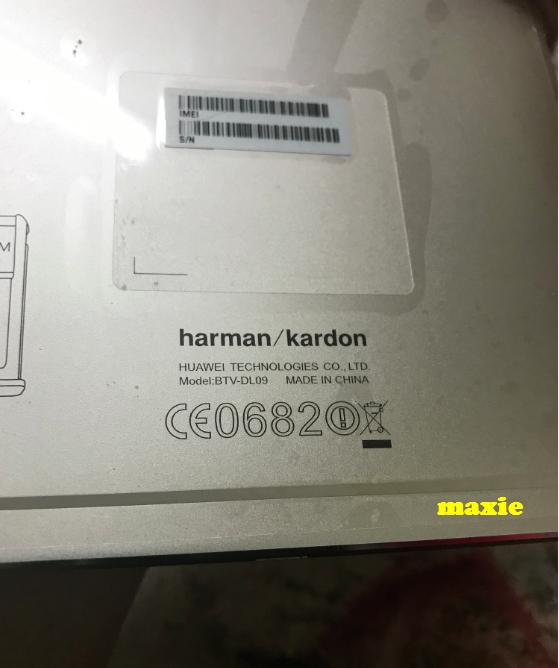 IMEI
S/N
M
harman/kardon
HUAWEI TECHNOLOGIES CO., LTD.
Model:BTV-DL09 MADE IN CHINA
CE0682
maxie